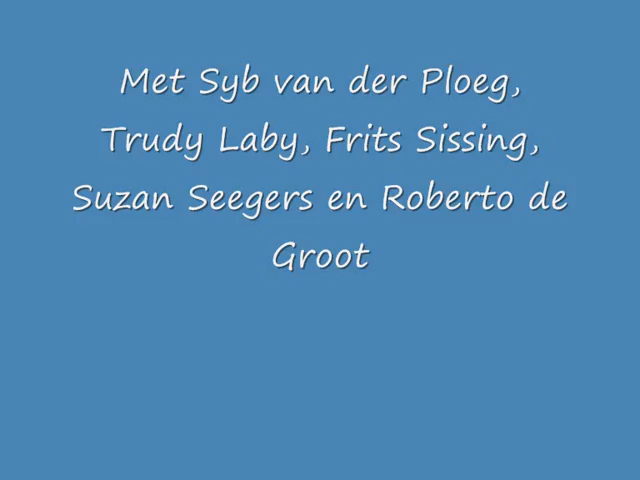 Met Syb van der Ploeg,
Trudy Laby, Frits Sissing,
Suzan Seegers en Roberto de
Groot